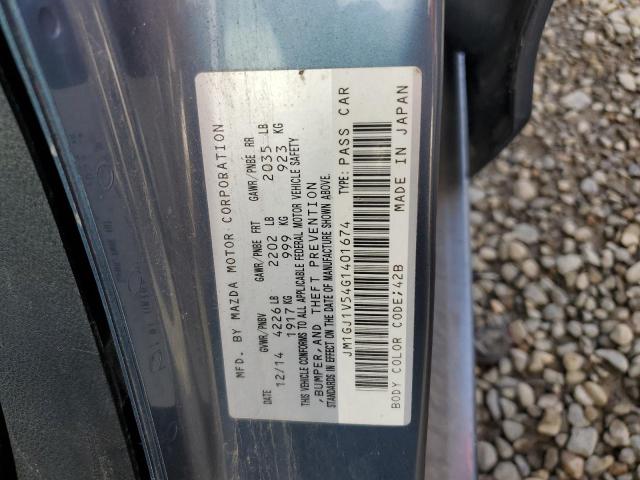 MFD. BY MAZDA MOTOR CORPORATION
DATE GVWR/PNBV GAWR/PNBE FRT GAWR/PNBE RR
12/14 4226 LB 2202 LB 2035 LB
1917 KG 999 KG 923 KG
THIS VEHICLE CONFORMS TO ALL APPLICABLE FEDERAL MOTOR VEHICLE SAFETY
,BUMPER,AND THEFT PREVENTION
STANDARDS IN EFFECT ON THE DATE OF MANUFACTURE SHOWN ABOVE.
JM1GJ1V54G1401674 TYPE: PASS CAR
BODY COLOR CODE:42B MADE IN JAPAN